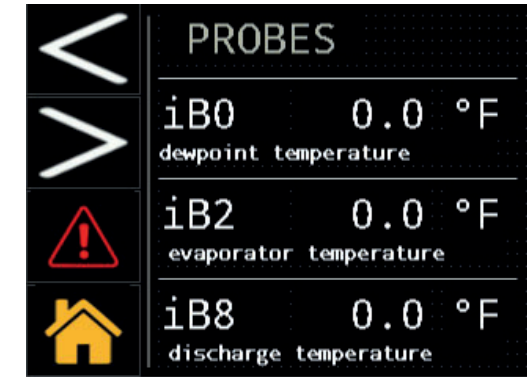 PROBES
iB0 0.0 °F
dewpoint temperature
iB2 0.0 °F
evaporator temperature
iB8 0.0 °F
discharge temperature